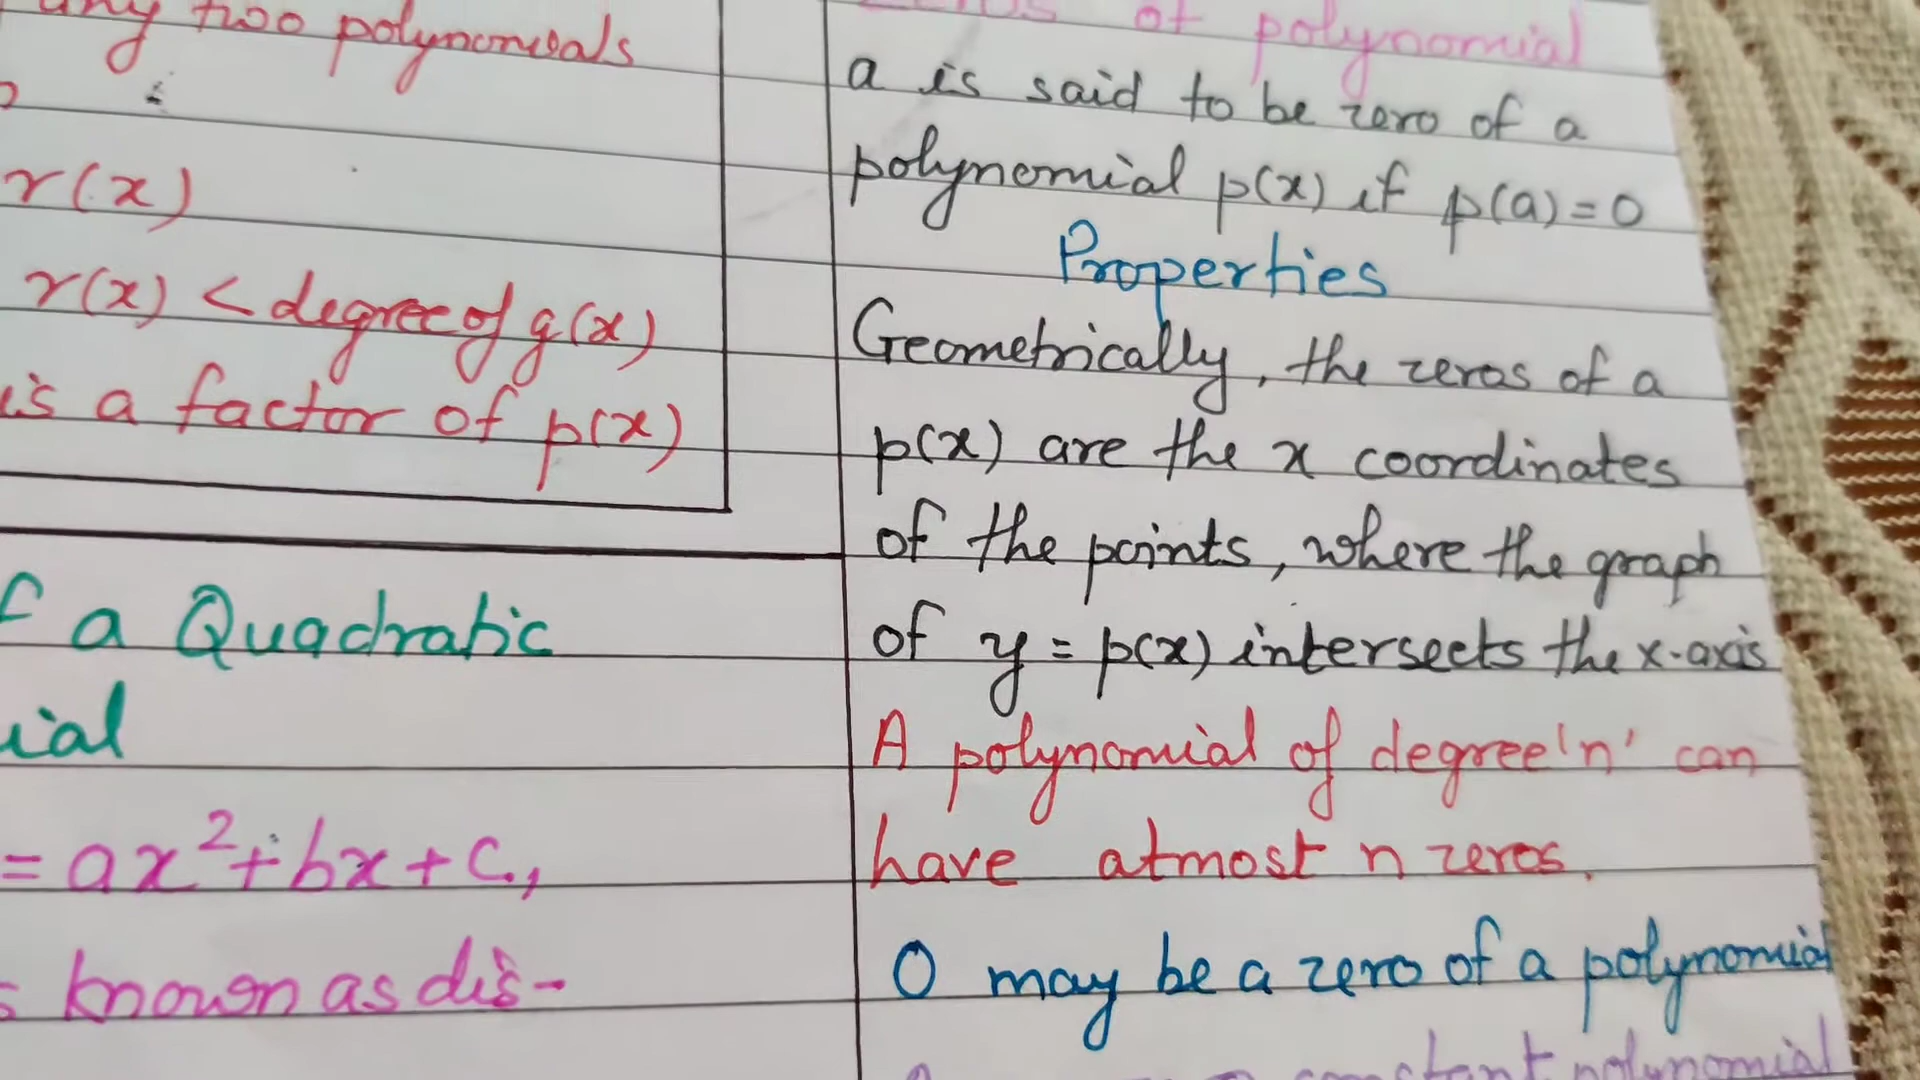 any two polynomials
r(x)
r(x) < degree of g(x)
is a factor of p(x)
a Quadratic
= ax²+bx+c,
known as dis-
of polynomial
a is said to be zero of a
polynomial p(x) if p(a)=0
Properties
Geometrically, the zeros of a
p(x) are the x coordinates
of the points, where the graph
of y = p(x) intersects the x-axis
A polynomial of degree 'n' can
have atmost n zeros.
0 may be a zero of a polynomial
constant polynomial